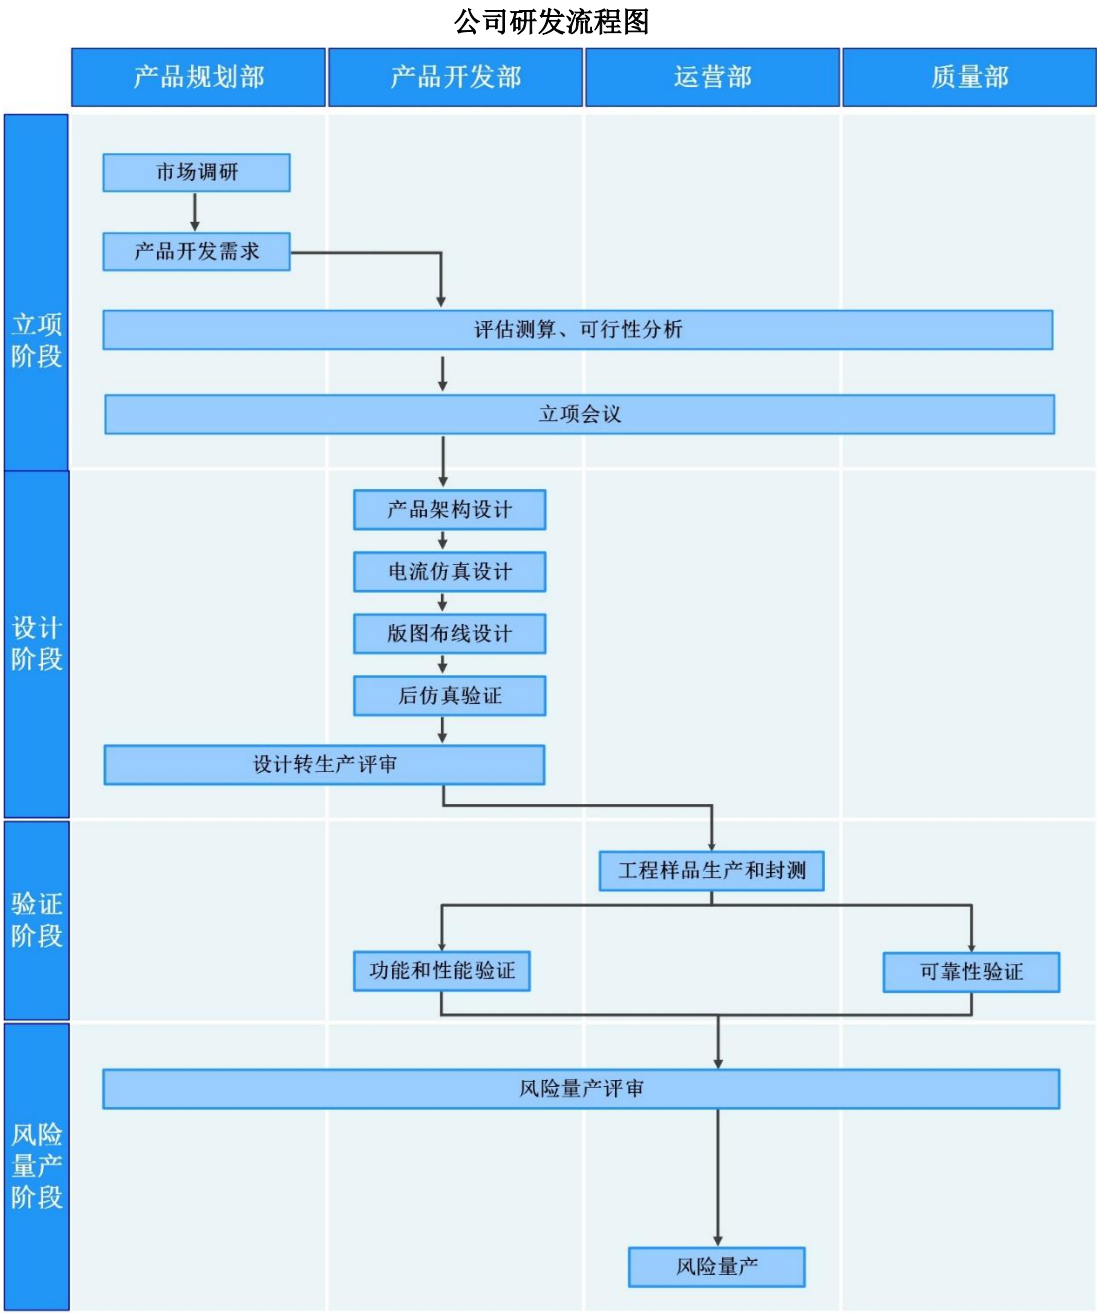 公司研发流程图
产品规划部
产品开发部
运营部
质量部
立项
阶段
市场调研
产品开发需求
评估测算、可行性分析
立项会议
设计
阶段
产品架构设计
电流仿真设计
版图布线设计
后仿真验证
设计转生产评审
验证
阶段
工程样品生产和封测
功能和性能验证
可靠性验证
风险
量产
阶段
风险量产评审
风险量产